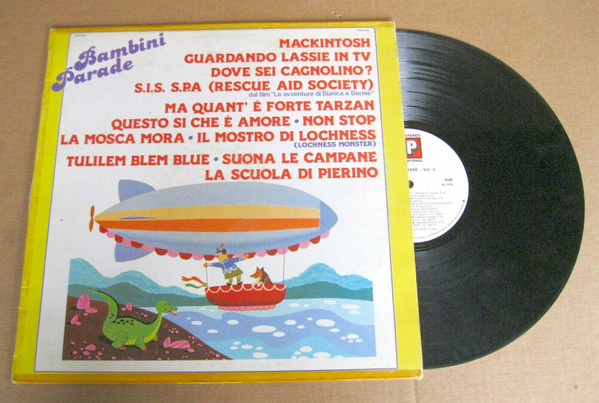 Bambini
Parade
MACKINTOSH
GUARDANDO LASSIE IN TV
DOVE SEI CAGNOLINO?
S.I.S. S.P.A (RESCUE AID SOCIETY)
dal film "Le avventure di Bianca e Bernie"
MA QUANT' È FORTE TARZAN
QUESTO SI CHE È AMORE • NON STOP
LA MOSCA MORA • IL MOSTRO DI LOCHNESS
(LOCHNESS MONSTER)
TULILEM BLEM BLUE • SUONA LE CAMPANE
LA SCUOLA DI PIERINO
STEREO